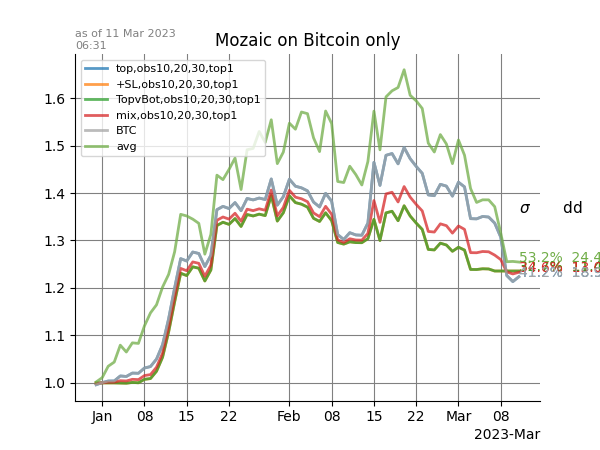 as of 11 Mar 2023
06:31
Mozaic on Bitcoin only
top,obs10,20,30,top1
+SL,obs10,20,30,top1
TopvBot,obs10,20,30,top1
mix,obs10,20,30,top1
BTC
avg
1.6
1.5
1.4
1.3
1.2
1.1
1.0
σ dd
53.2% 24.4
Jan 08 15 22 Feb 08 15 22 Mar 08
2023-Mar